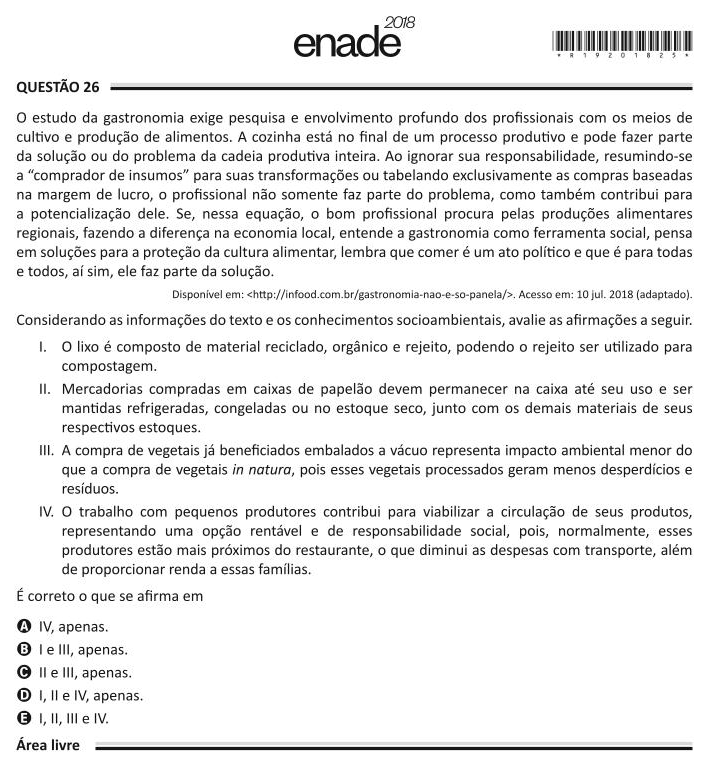 enade 2018
*R19201825*
QUESTÃO 26
O estudo da gastronomia exige pesquisa e envolvimento profundo dos profissionais com os meios de
cultivo e produção de alimentos. A cozinha está no final de um processo produtivo e pode fazer parte
da solução ou do problema da cadeia produtiva inteira. Ao ignorar sua responsabilidade, resumindo-se
a “comprador de insumos” para suas transformações ou tabelando exclusivamente as compras baseadas
na margem de lucro, o profissional não somente faz parte do problema, como também contribui para
a potencialização dele. Se, nessa equação, o bom profissional procura pelas produções alimentares
regionais, fazendo a diferença na economia local, entende a gastronomia como ferramenta social, pensa
em soluções para a proteção da cultura alimentar, lembra que comer é um ato político e que é para todas
e todos, aí sim, ele faz parte da solução.
Disponível em: <http://infood.com.br/gastronomia-nao-e-so-panela/>. Acesso em: 10 jul. 2018 (adaptado).
Considerando as informações do texto e os conhecimentos socioambientais, avalie as afirmações a seguir.
I. O lixo é composto de material reciclado, orgânico e rejeito, podendo o rejeito ser utilizado para
compostagem.
II. Mercadorias compradas em caixas de papelão devem permanecer na caixa até seu uso e ser
mantidas refrigeradas, congeladas ou no estoque seco, junto com os demais materiais de seus
respectivos estoques.
III. A compra de vegetais já beneficiados embalados a vácuo representa impacto ambiental menor do
que a compra de vegetais in natura, pois esses vegetais processados geram menos desperdícios e
resíduos.
IV. O trabalho com pequenos produtores contribui para viabilizar a circulação de seus produtos,
representando uma opção rentável e de responsabilidade social, pois, normalmente, esses
produtores estão mais próximos do restaurante, o que diminui as despesas com transporte, além
de proporcionar renda a essas famílias.
É correto o que se afirma em
A IV, apenas.
B I e III, apenas.
C II e III, apenas.
D I, II e IV, apenas.
E I, II, III e IV.
Área livre